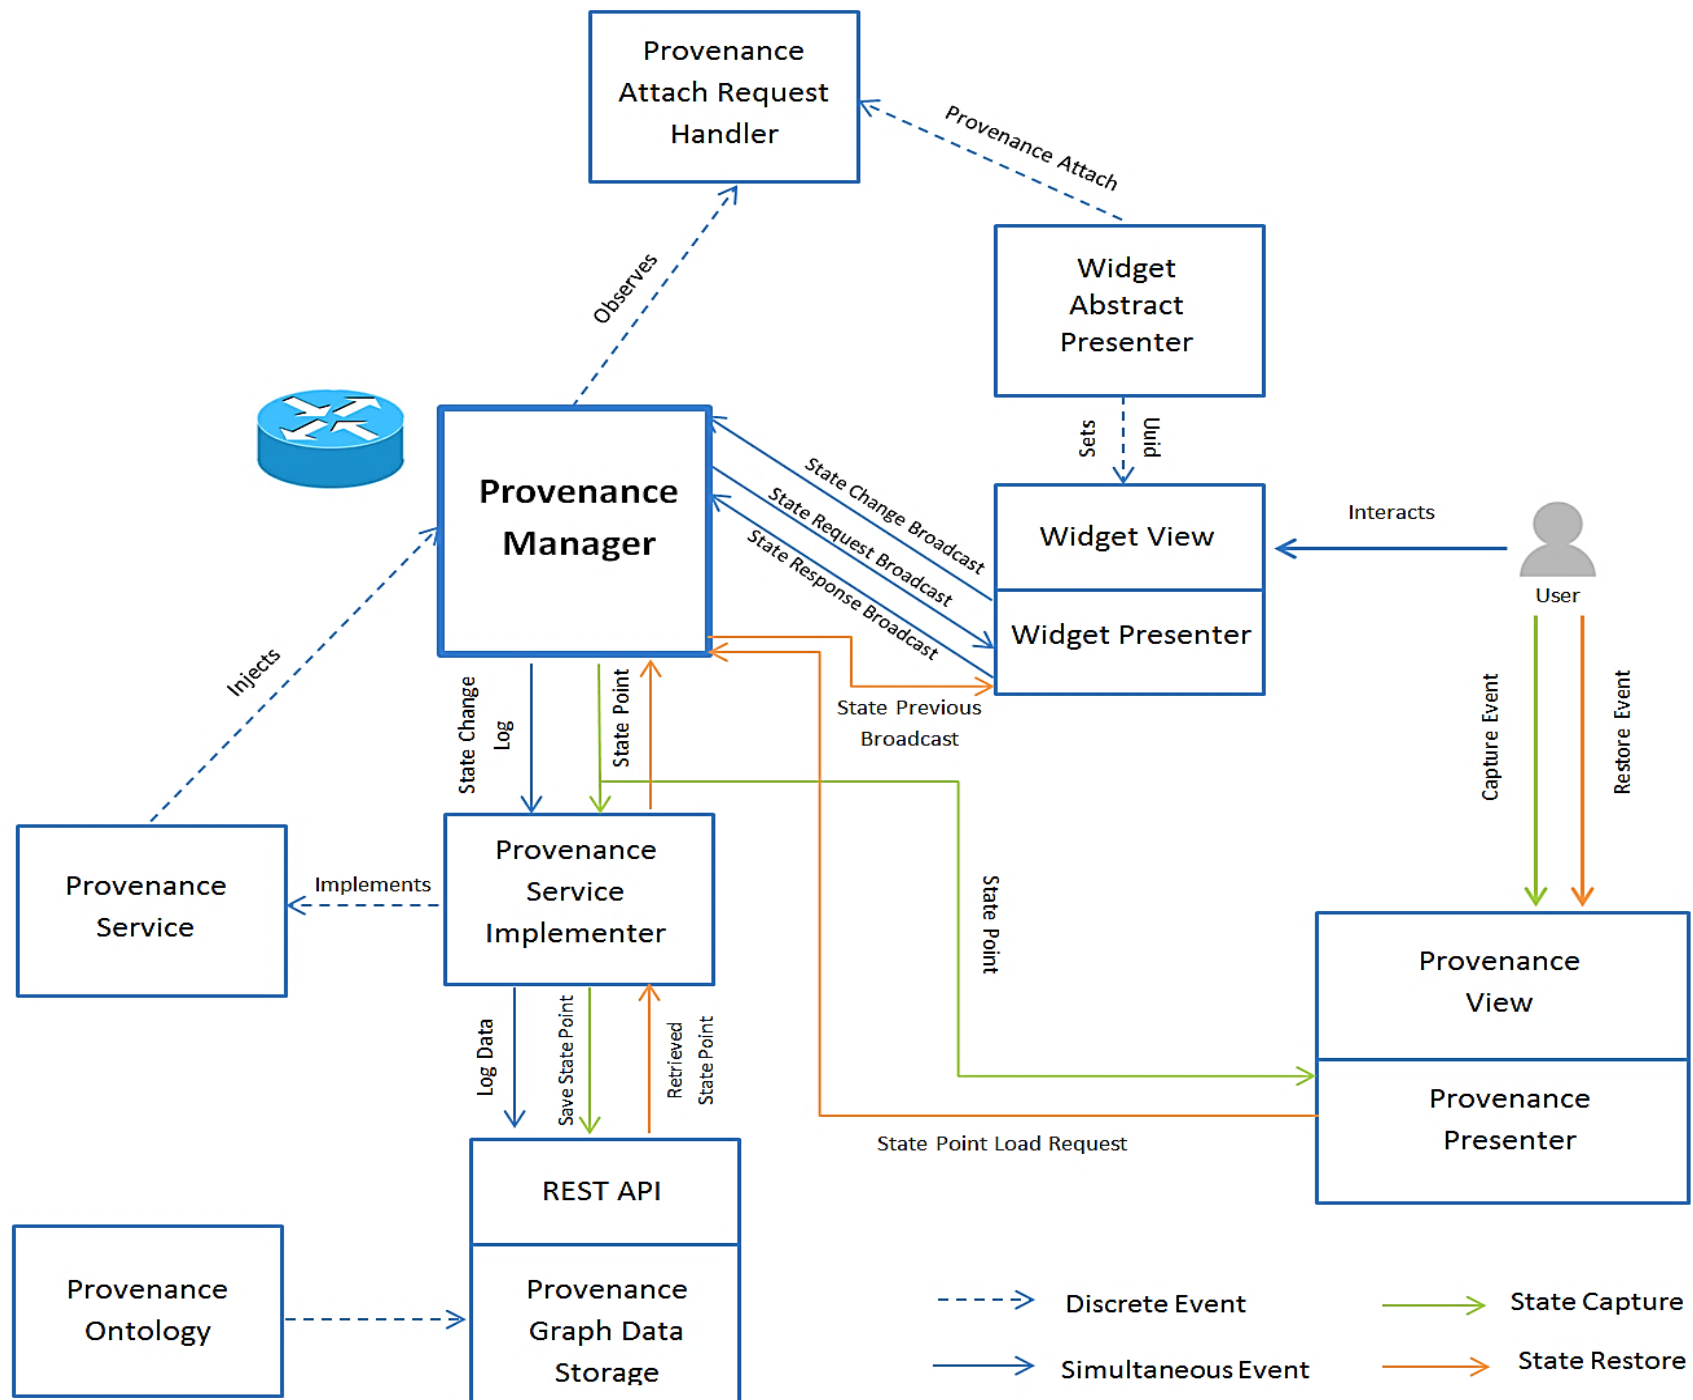 Provenance
Attach Request
Handler
Provenance Attach
Observes
Widget
Abstract
Presenter
Sets
Uuid
Provenance
Manager
State Change Broadcast
State Request Broadcast
State Response Broadcast
Widget View
Widget Presenter
Interacts
User
Injects
State Change
Log
State Point
State Previous
Broadcast
Capture Event
Restore Event
Provenance
Service
Implements
Provenance
Service
Implementer
State Point
Provenance
View
Provenance
Presenter
Log Data
Save State Point
Retrieved
State Point
State Point Load Request
REST API
Provenance
Graph Data
Storage
Provenance
Ontology
Discrete Event
State Capture
Simultaneous Event
State Restore